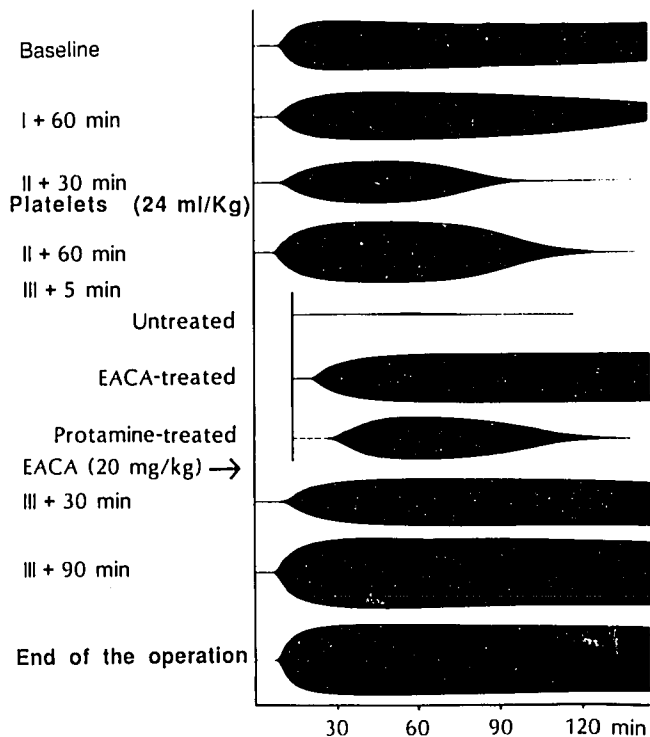 Baseline
I + 60 min
II + 30 min
Platelets (24 ml/Kg)
II + 60 min
III + 5 min
Untreated
EACA-treated
Protamine-treated
EACA (20 mg/kg) →
III + 30 min
III + 90 min
End of the operation
30 60 90 120 min